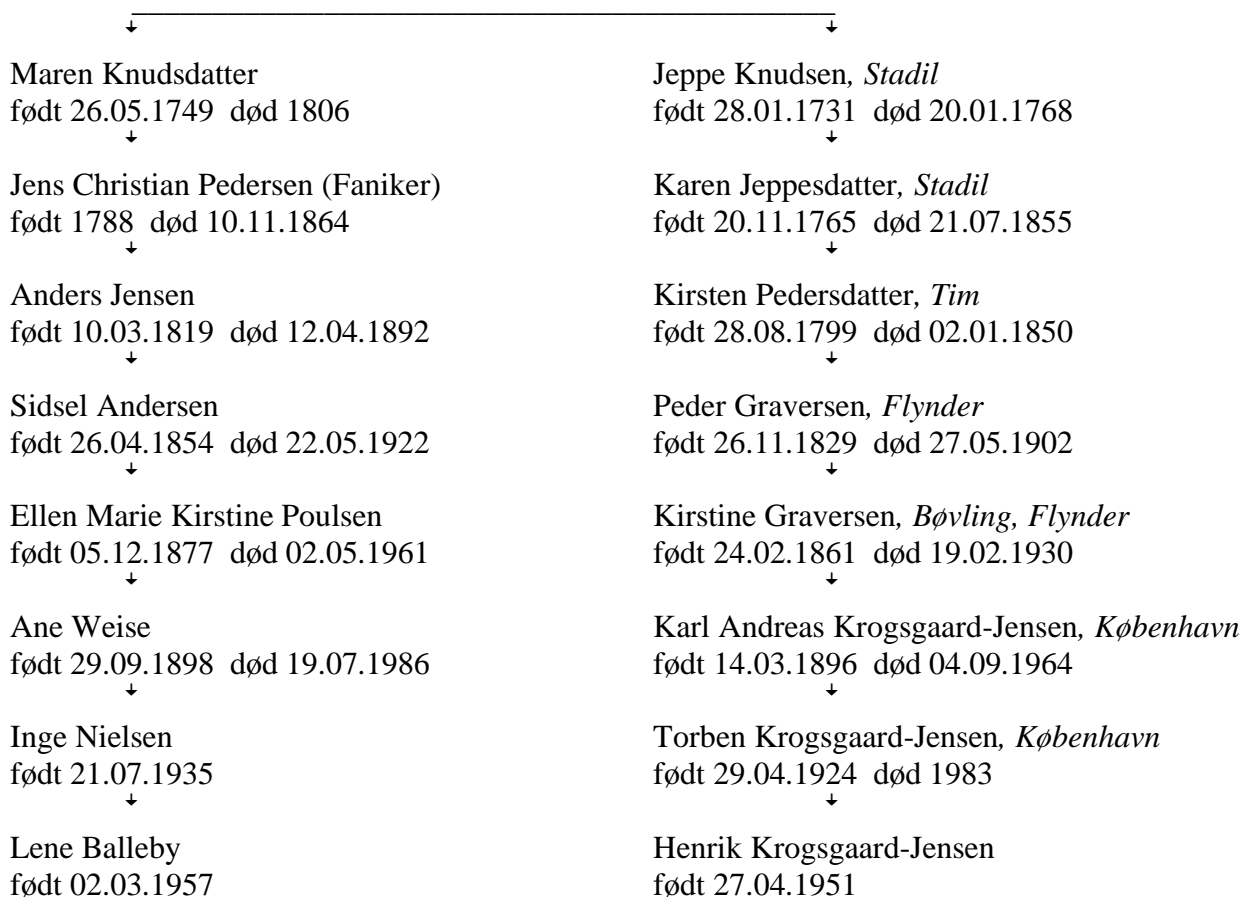 Maren Knudsdatter
født 26.05.1749 død 1806
Jeppe Knudsen, Stadil
født 28.01.1731 død 20.01.1768
Jens Christian Pedersen (Faniker)
født 1788 død 10.11.1864
Karen Jeppesdatter, Stadil
født 20.11.1765 død 21.07.1855
Anders Jensen
født 10.03.1819 død 12.04.1892
Kirsten Pedersdatter, Tim
født 28.08.1799 død 02.01.1850
Sidsel Andersen
født 26.04.1854 død 22.05.1922
Peder Graversen, Flynder
født 26.11.1829 død 27.05.1902
Ellen Marie Kirstine Poulsen
født 05.12.1877 død 02.05.1961
Kirstine Graversen, Bøvling, Flynder
født 24.02.1861 død 19.02.1930
Ane Weise
født 29.09.1898 død 19.07.1986
Karl Andreas Krogsgaard-Jensen, København
født 14.03.1896 død 04.09.1964
Inge Nielsen
født 21.07.1935
Torben Krogsgaard-Jensen, København
født 29.04.1924 død 1983
Lene Balleby
født 02.03.1957
Henrik Krogsgaard-Jensen
født 27.04.1951